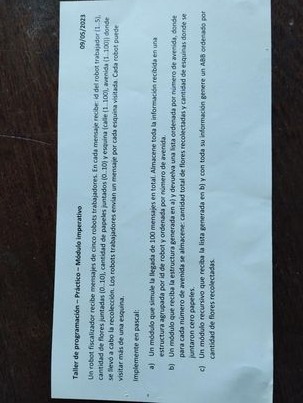 Taller de programación – Práctico – Módulo imperativo 09/05/2023
Un robot fiscalizador recibe mensajes de cinco robots trabajadores. En cada mensaje recibe: id del robot trabajador (1..5),
cantidad de flores juntadas (0..10), cantidad de papeles juntados (0..10) y esquina (calle (1..100), avenida (1..100)) donde
se llevó a cabo la recolección. Los robots trabajadores envían un mensaje por cada esquina visitada. Cada robot puede
visitar más de una esquina.
Implemente en pascal:
a) Un módulo que simule la llegada de 100 mensajes en total. Almacene toda la información recibida en una
estructura agrupada por id de robot y ordenada por número de avenida.
b) Un módulo que reciba la estructura generada en a) y devuelva una lista ordenada por número de avenida, donde
para cada número de avenida se almacene: cantidad total de flores recolectadas y cantidad de esquinas donde se
juntaron cero papeles.
c) Un módulo recursivo que reciba la lista generada en b) y con toda su información genere un ABB ordenado por
cantidad de flores recolectadas.